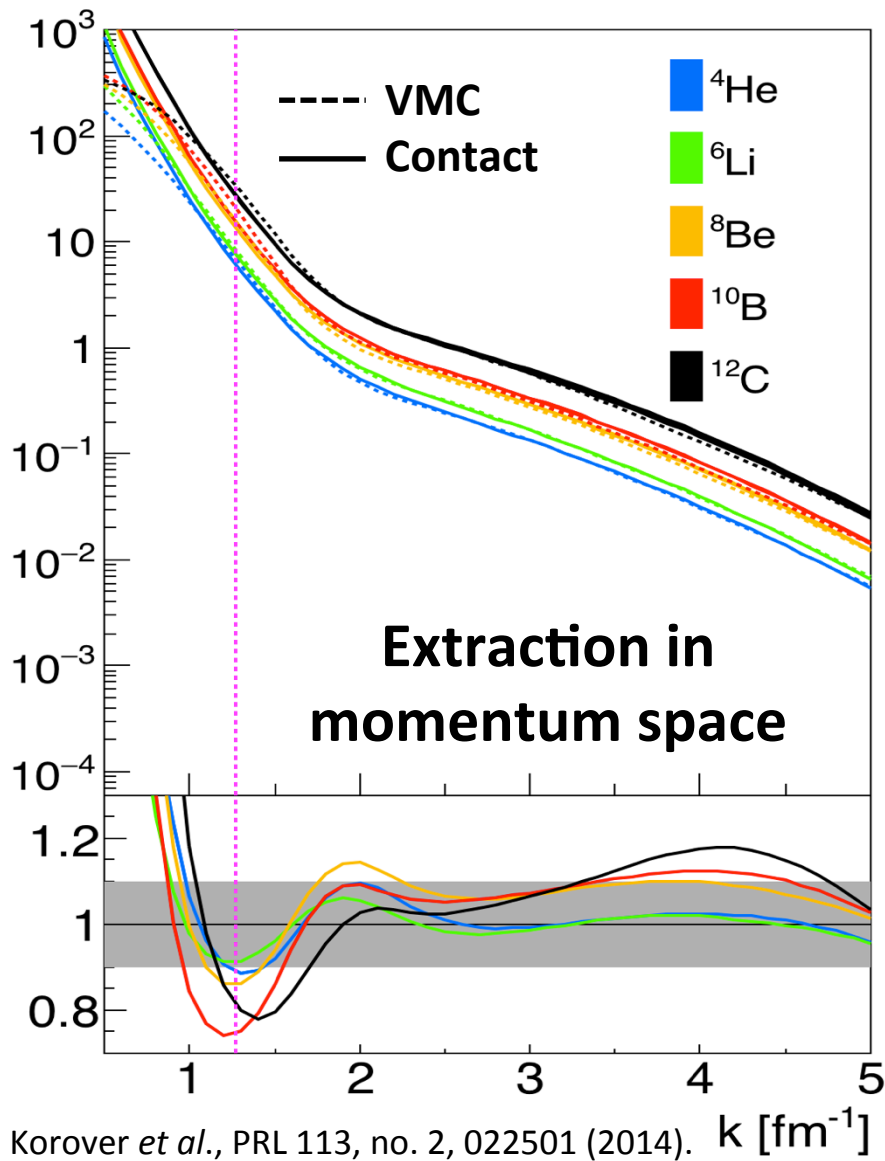 10³
10²
10
1
10⁻¹
10⁻²
10⁻³
10⁻⁴
VMC
Contact
⁴He
⁶Li
⁸Be
¹⁰B
¹²C
Extraction in
momentum space
1.2
1
0.8
1 2 3 4 5
k [fm⁻¹]
Korover et al., PRL 113, no. 2, 022501 (2014).